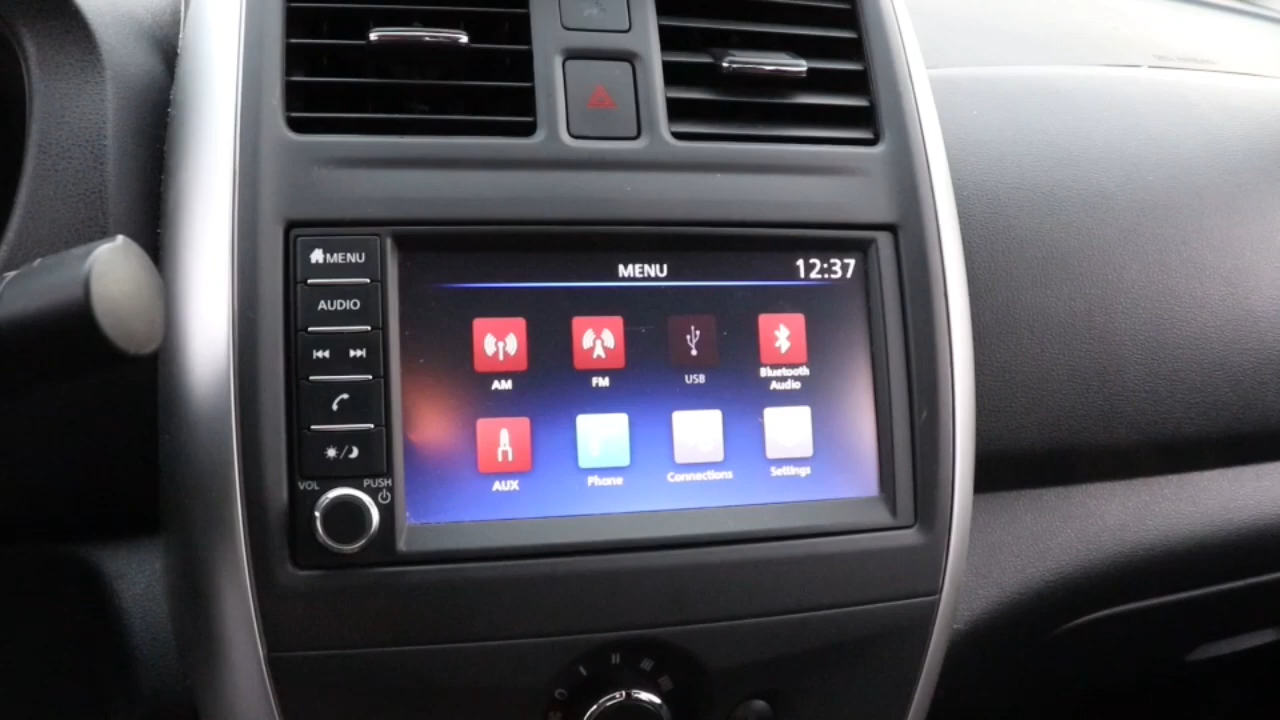 MENU
12:37
MENU
AUDIO
AM
FM
USB
Bluetooth
Audio
AUX
Phone
Connections
Settings
VOL
PUSH